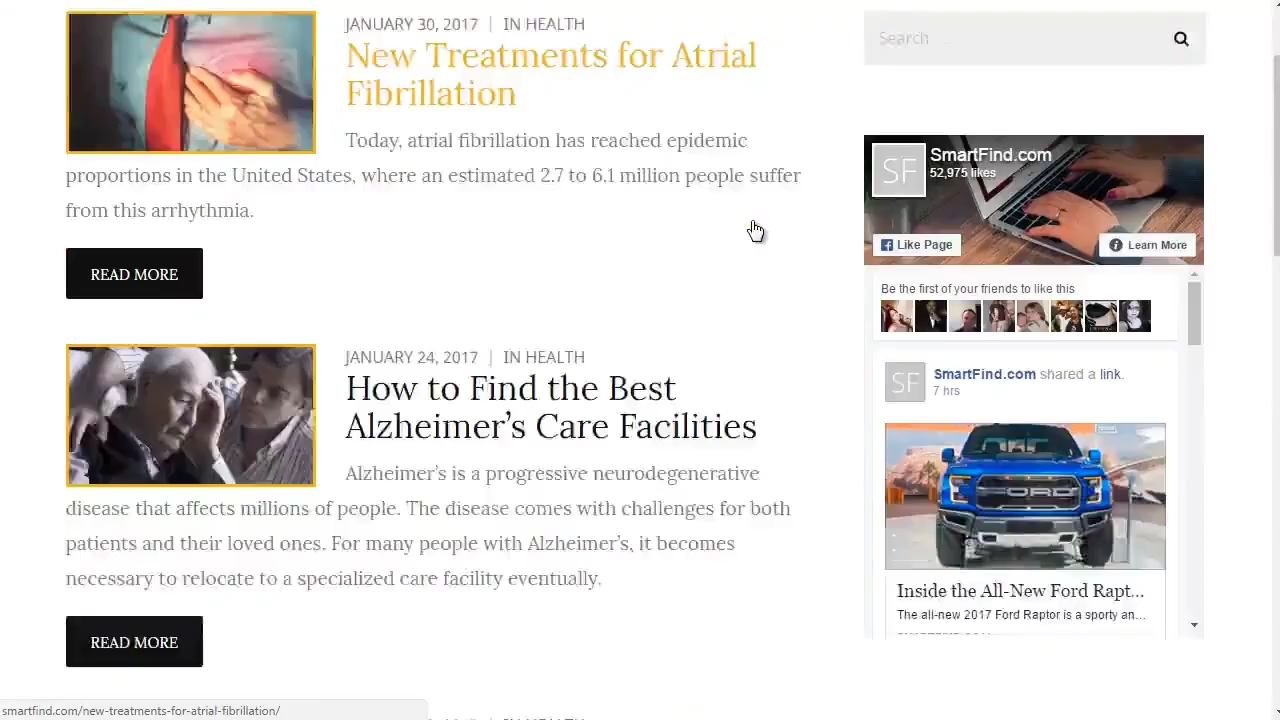 JANUARY 30, 2017 | IN HEALTH
New Treatments for Atrial
Fibrillation
Today, atrial fibrillation has reached epidemic
proportions in the United States, where an estimated 2.7 to 6.1 million people suffer
from this arrhythmia.
READ MORE
JANUARY 24, 2017 | IN HEALTH
How to Find the Best
Alzheimer’s Care Facilities
Alzheimer’s is a progressive neurodegenerative
disease that affects millions of people. The disease comes with challenges for both
patients and their loved ones. For many people with Alzheimer’s, it becomes
necessary to relocate to a specialized care facility eventually.
READ MORE
smartfind.com/new-treatments-for-atrial-fibrillation/
Search …
SF
SmartFind.com
52,975 likes
Like Page
Learn More
Be the first of your friends to like this
SF
SmartFind.com shared a link.
7 hrs
FORD
Inside the All-New Ford Rapt...
The all-new 2017 Ford Raptor is a sporty an...